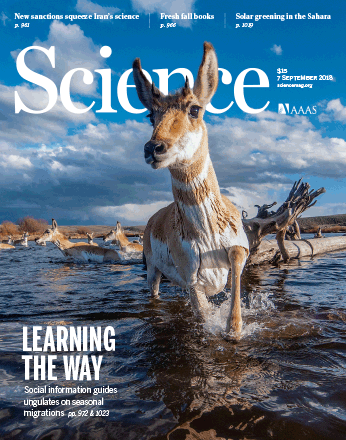 New sanctions squeeze Iran's science
p. 961
Fresh fall books
p. 966
Solar greening in the Sahara
p. 1019
Science
$15
7 SEPTEMBER 2018
sciencemag.org
AAAS
LEARNING
THE WAY
Social information guides
ungulates on seasonal
migrations pp. 972 & 1023